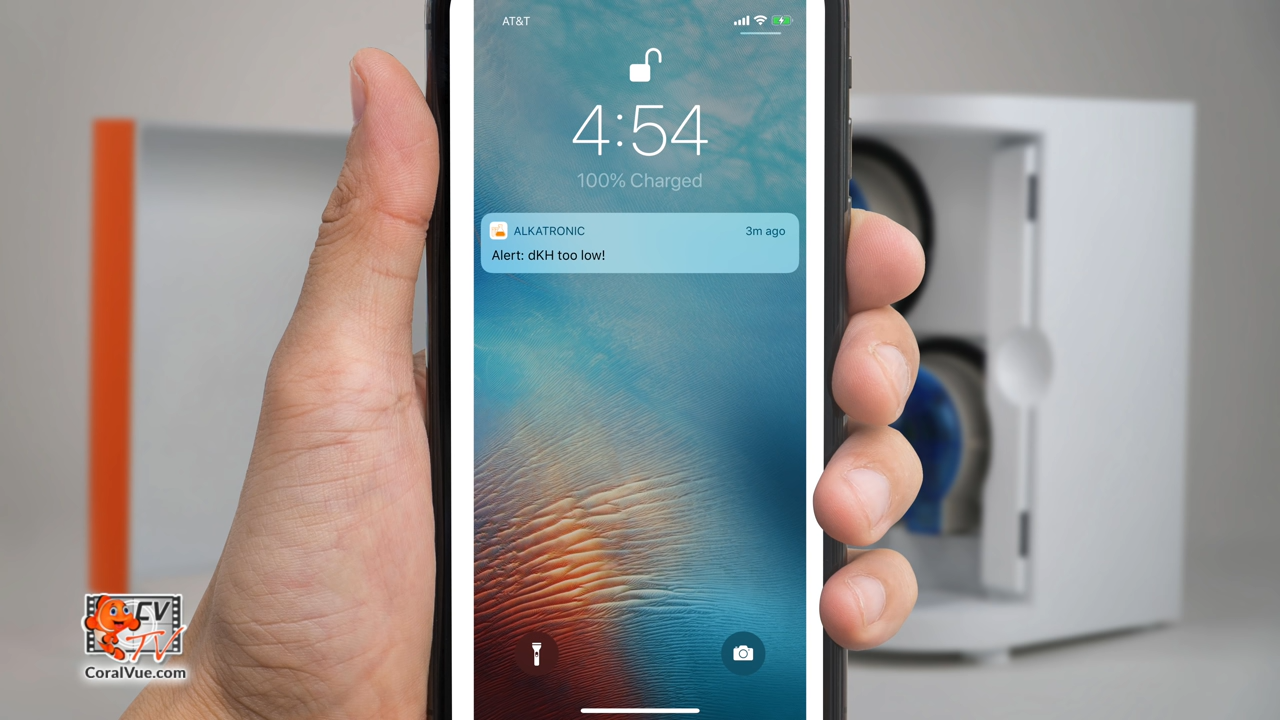 AT&T
4:54
100% Charged
ALKATRONIC
3m ago
Alert: dKH too low!
CV
TV
CoralVue.com